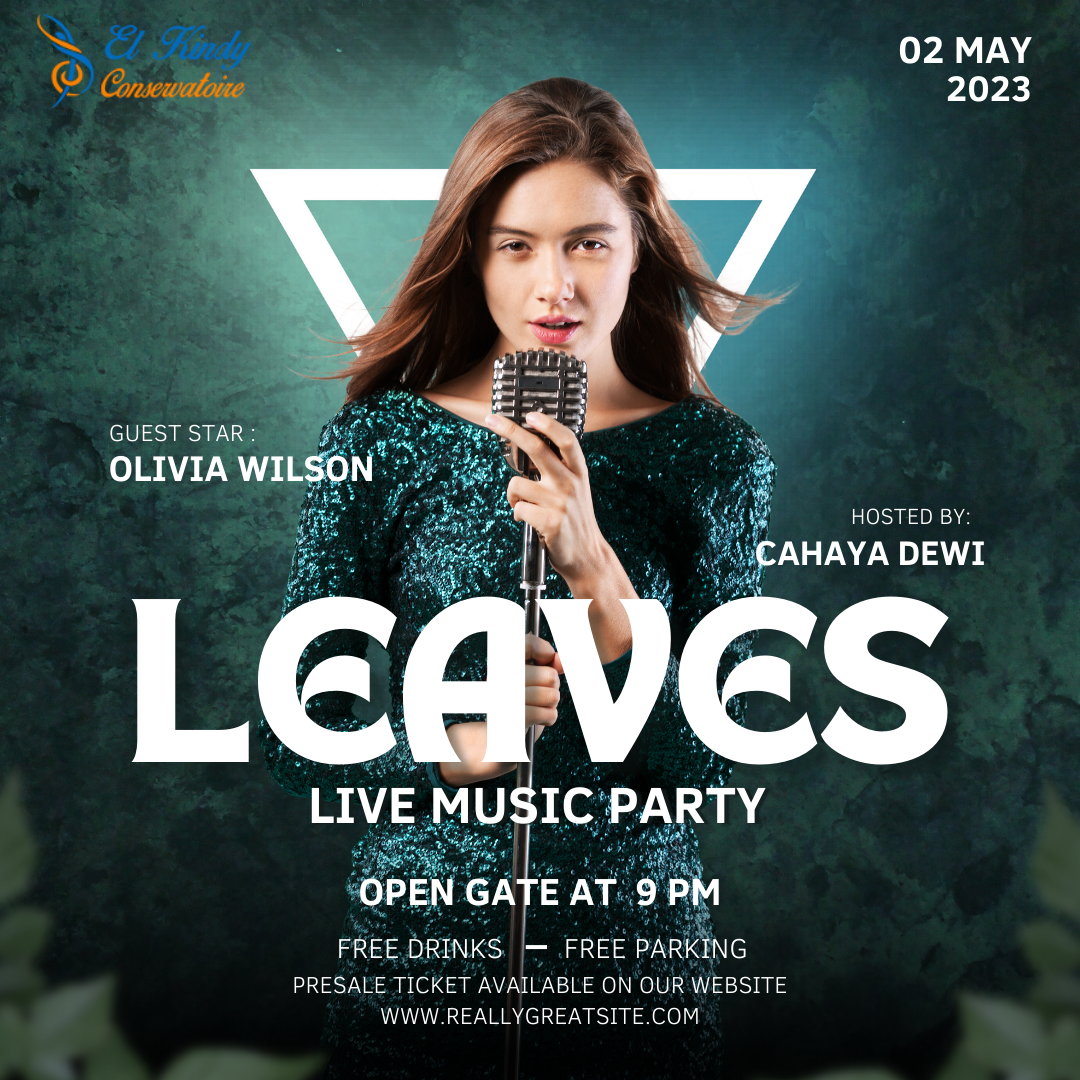 El Kindy
Conservatoire
02 MAY
2023
GUEST STAR :
OLIVIA WILSON
HOSTED BY:
CAHAYA DEWI
LEAVES
LIVE MUSIC PARTY
OPEN GATE AT 9 PM
FREE DRINKS — FREE PARKING
PRESALE TICKET AVAILABLE ON OUR WEBSITE
WWW.REALLYGREATSITE.COM